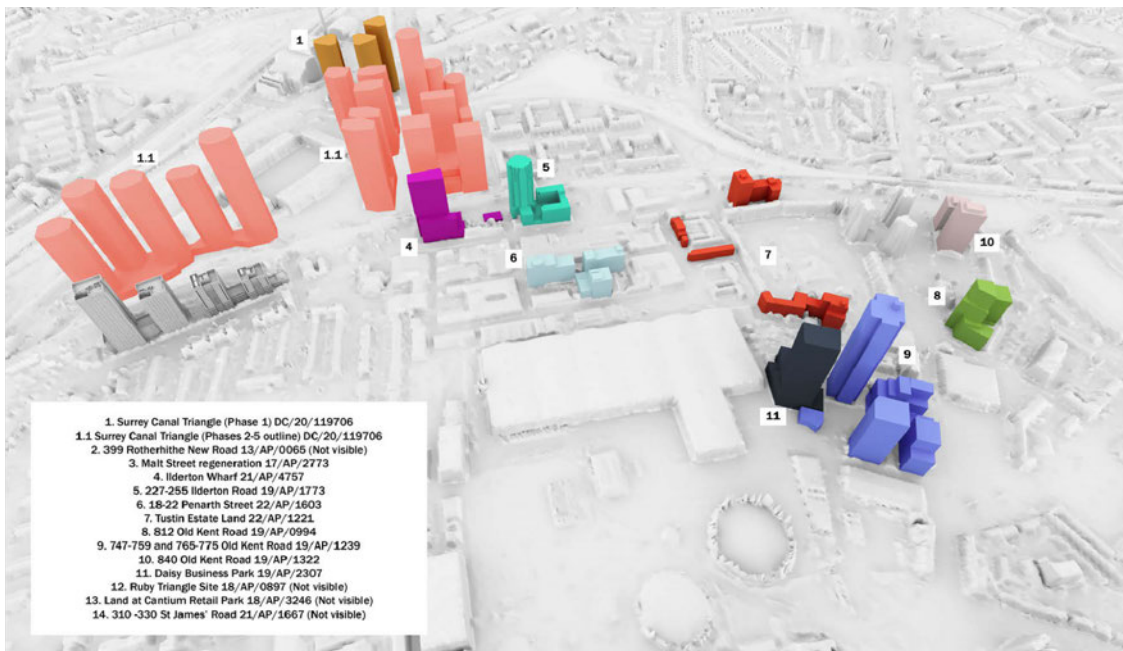 1
1.1
1.1
5
4
6
7
10
8
9
11
1. Surrey Canal Triangle (Phase 1) DC/20/119706
1.1 Surrey Canal Triangle (Phases 2-5 outline) DC/20/119706
2. 399 Rotherhithe New Road 13/AP/0065 (Not visible)
3. Malt Street regeneration 17/AP/2773
4. Ilderton Wharf 21/AP/4757
5. 227-255 Ilderton Road 19/AP/1773
6. 18-22 Penarth Street 22/AP/1603
7. Tustin Estate Land 22/AP/1221
8. 812 Old Kent Road 19/AP/0994
9. 747-759 and 765-775 Old Kent Road 19/AP/1239
10. 840 Old Kent Road 19/AP/1322
11. Daisy Business Park 19/AP/2307
12. Ruby Triangle Site 18/AP/0897 (Not visible)
13. Land at Cantium Retail Park 18/AP/3246 (Not visible)
14. 310 -330 St James' Road 21/AP/1667 (Not visible)